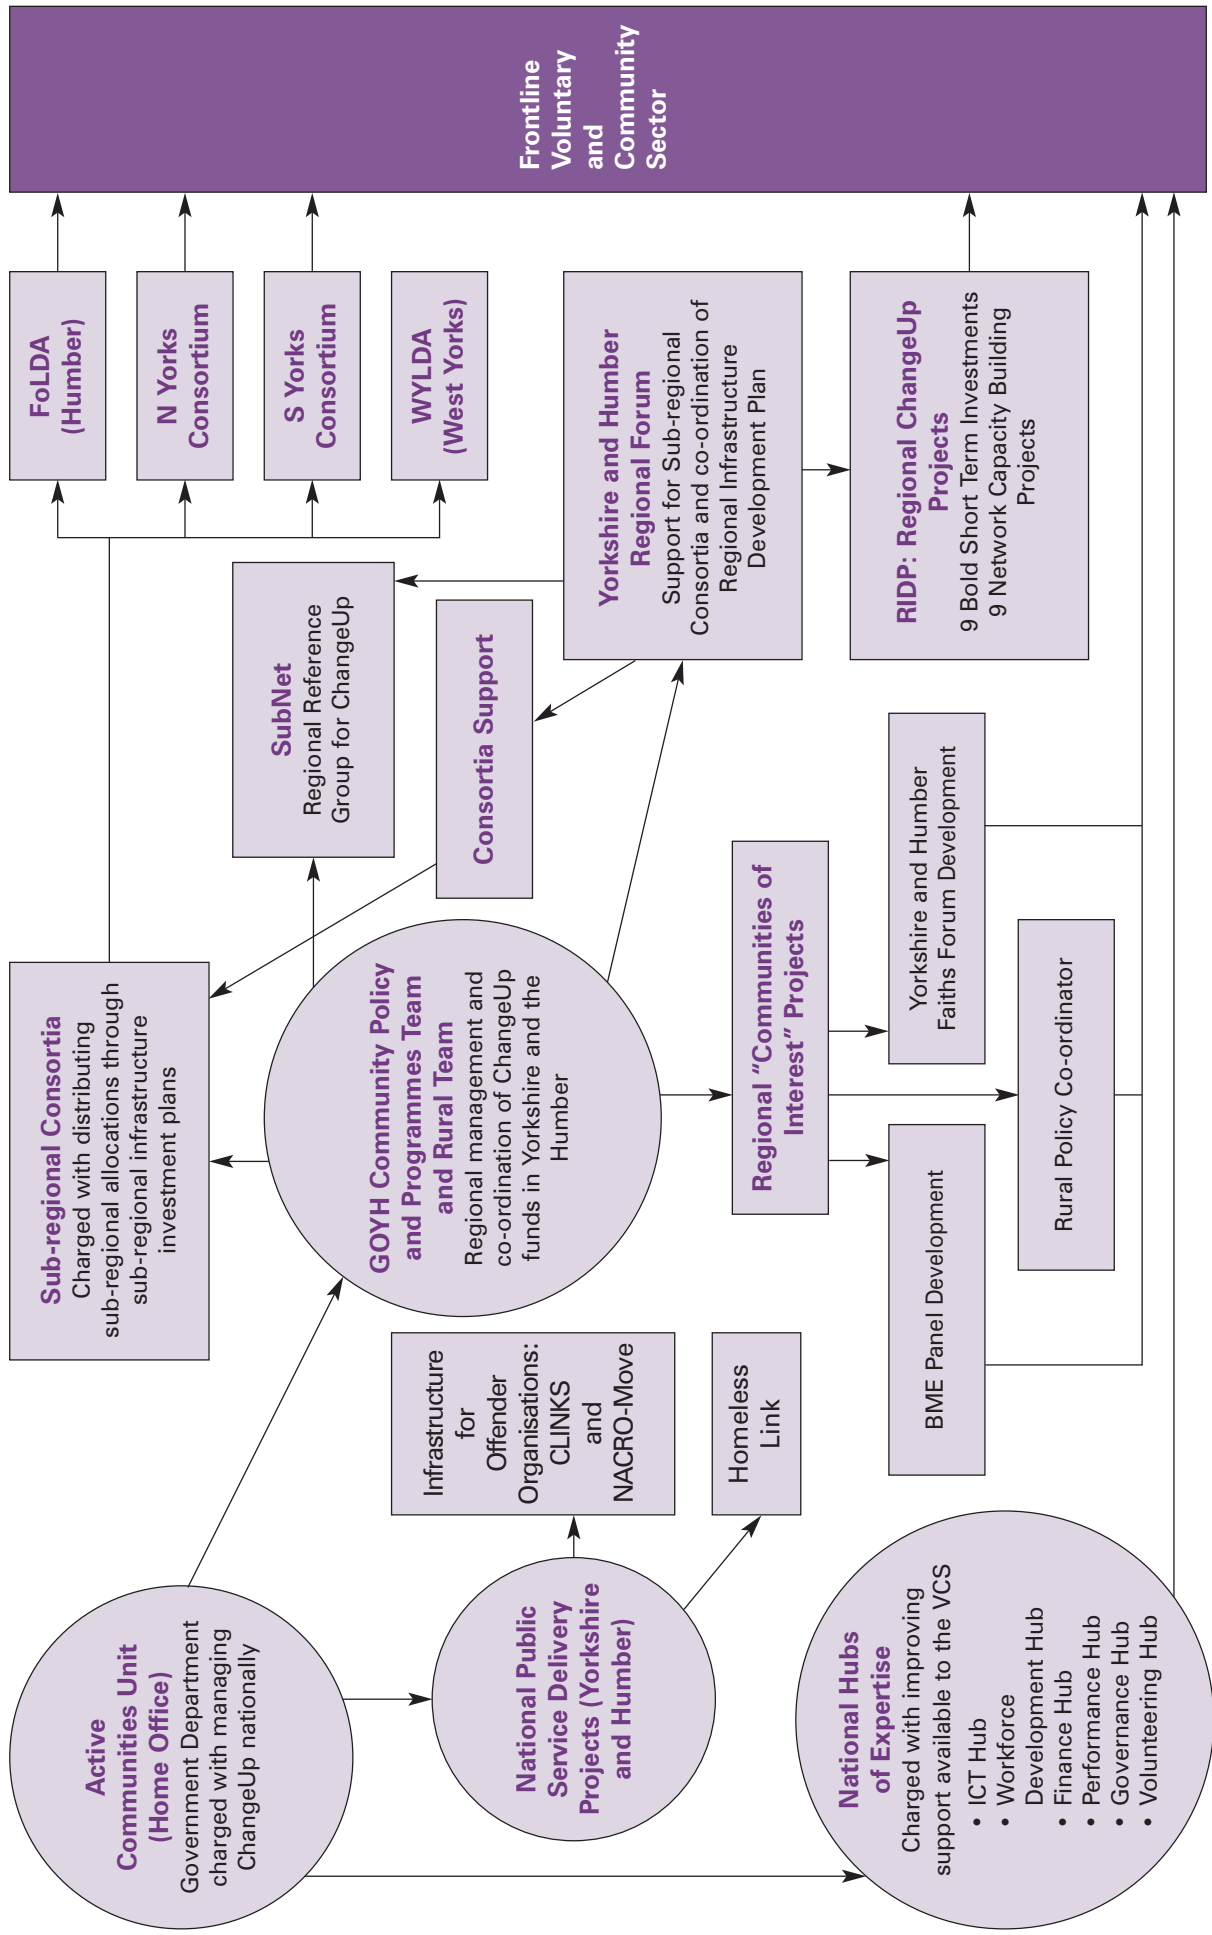 Active
Communities Unit
(Home Office)
Government Department
charged with managing
ChangeUp nationally
National Public
Service Delivery
Projects (Yorkshire
and Humber)
National Hubs
of Expertise
Charged with improving
support available to the VCS
• ICT Hub
• Workforce
Development Hub
• Finance Hub
• Performance Hub
• Governance Hub
• Volunteering Hub
Infrastructure
for
Offender
Organisations:
CLINKS
and
NACRO-Move
Homeless
Link
Sub-regional Consortia
Charged with distributing
sub-regional allocations through
sub-regional infrastructure
investment plans
GOYH Community Policy
and Programmes Team
and Rural Team
Regional management and
co-ordination of ChangeUp
funds in Yorkshire and the
Humber
Regional “Communities of
Interest” Projects
BME Panel Development
Rural Policy Co-ordinator
Yorkshire and Humber
Faiths Forum Development
SubNet
Regional Reference
Group for ChangeUp
Consortia Support
FoLDA
(Humber)
N Yorks
Consortium
S Yorks
Consortium
WYLDA
(West Yorks)
Yorkshire and Humber
Regional Forum
Support for Sub-regional
Consortia and co-ordination of
Regional Infrastructure
Development Plan
RIDP: Regional ChangeUp
Projects
9 Bold Short Term Investments
9 Network Capacity Building
Projects
Frontline
Voluntary
and
Community
Sector